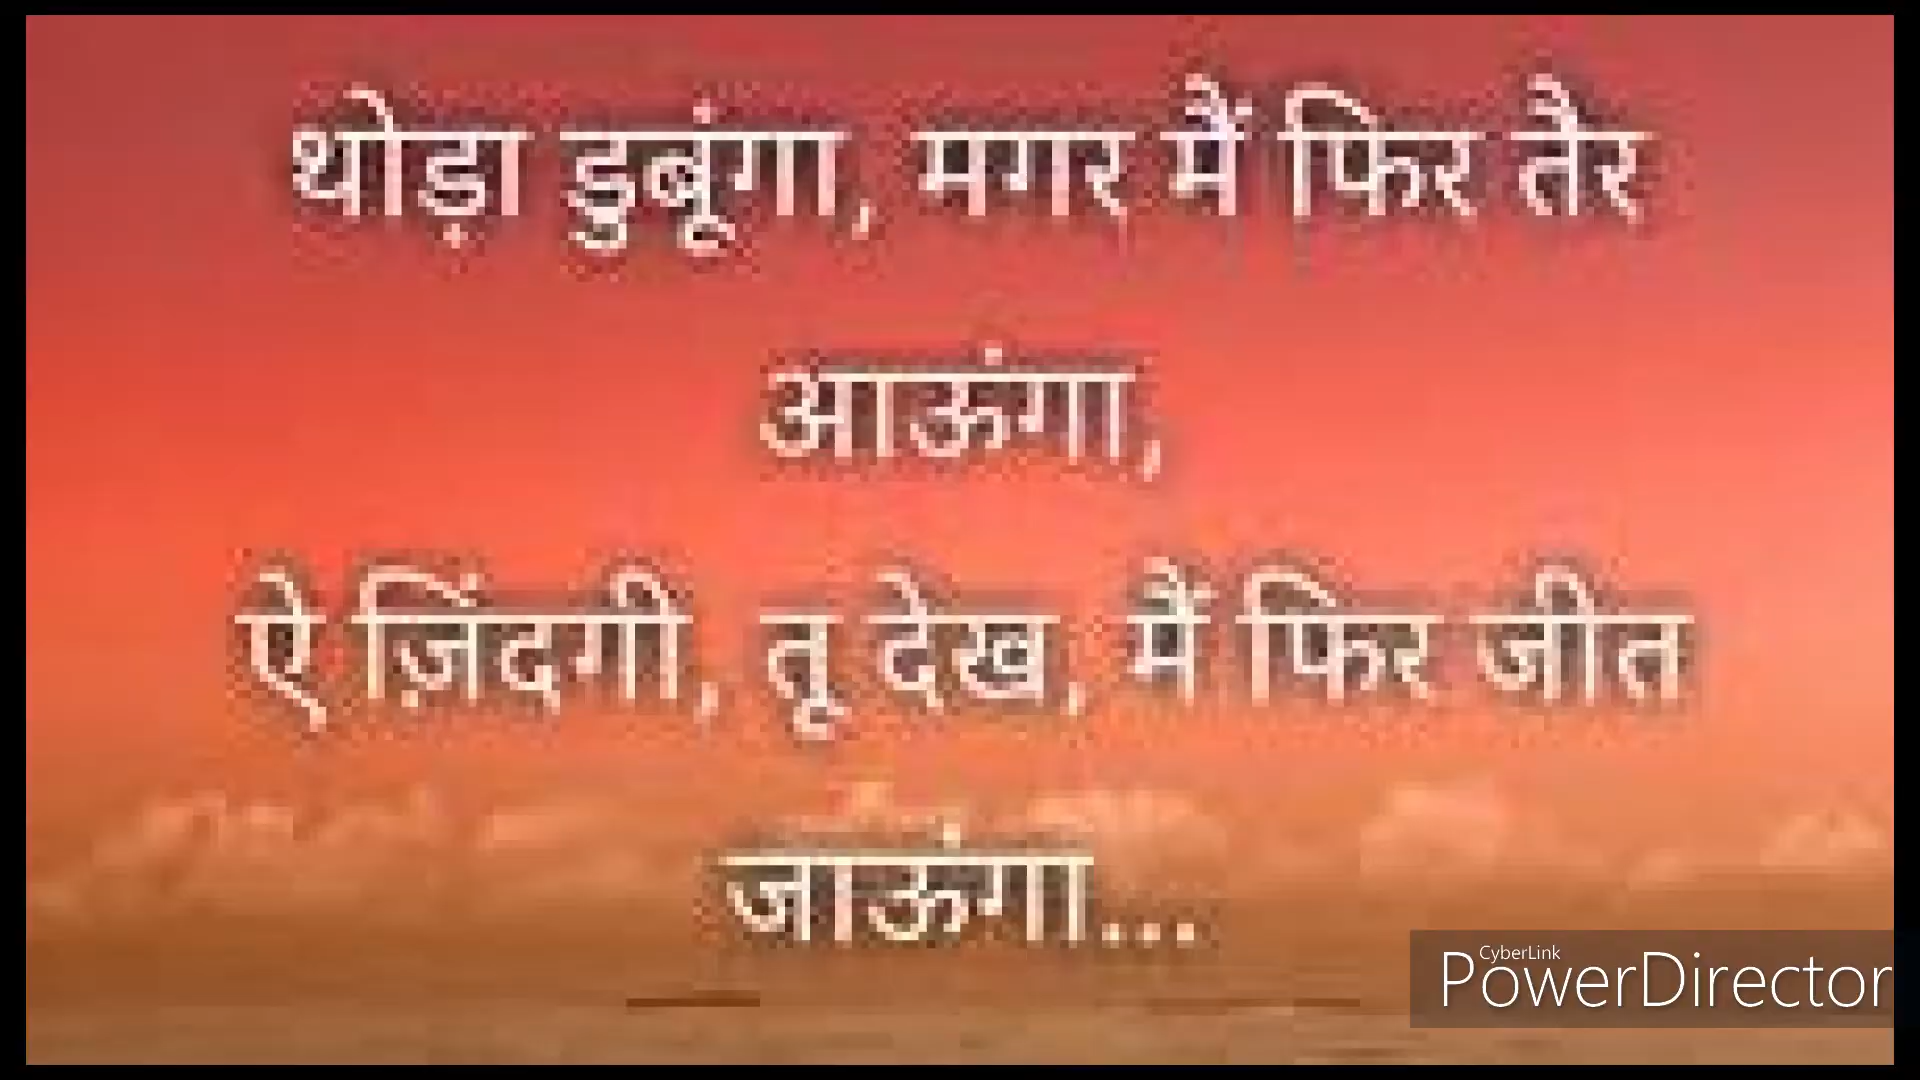 थोड़ा डुबूंगा, मगर मैं फिर तैर
आऊंगा,
ऐ ज़िंदगी, तू देख, मैं फिर जीत
जाऊंगा...
CyberLink
PowerDirector